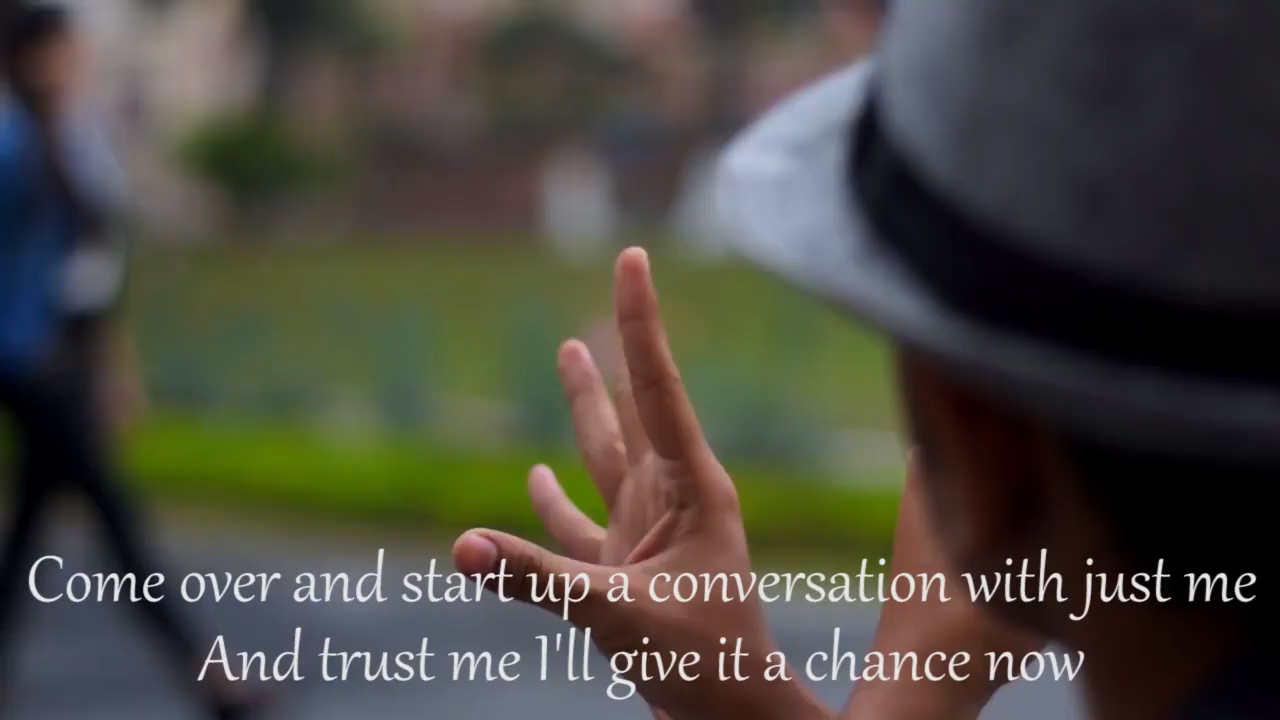 Come over and start up a conversation with just me
And trust me I'll give it a chance now